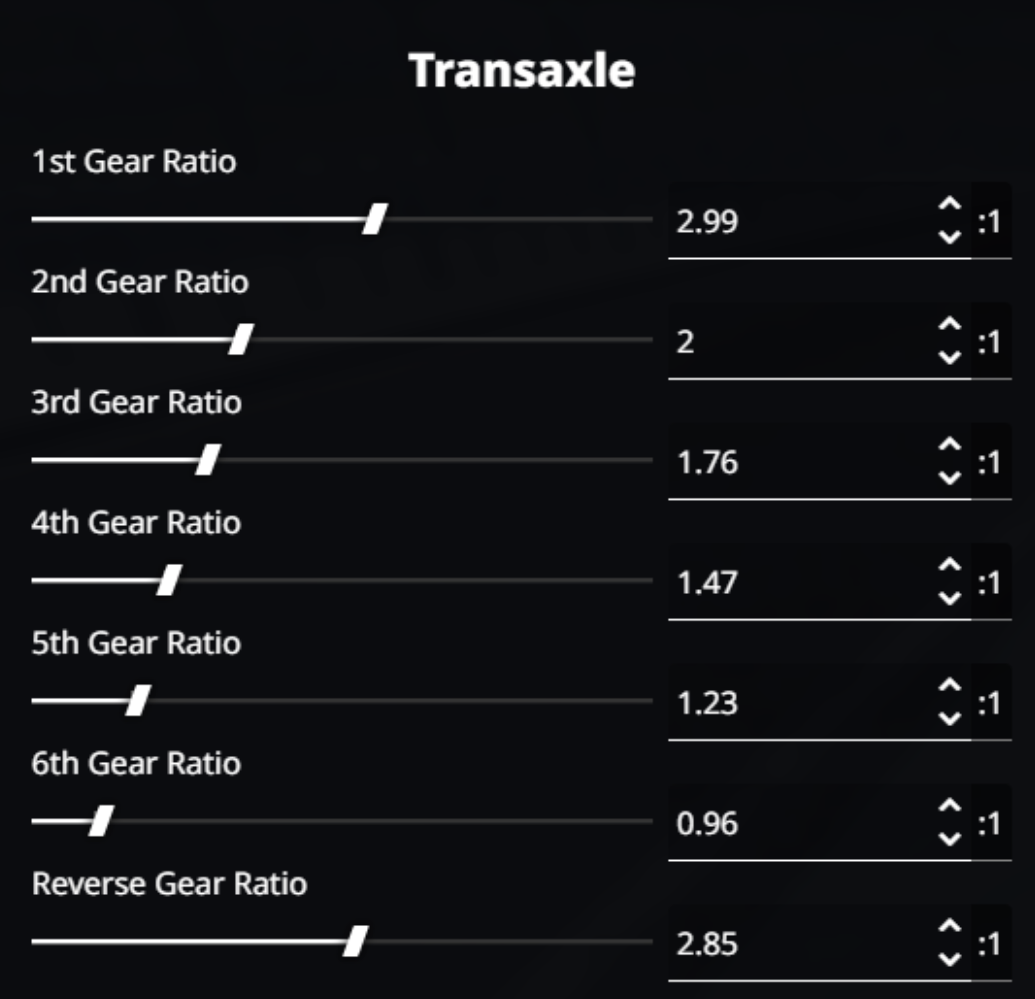 Transaxle
1st Gear Ratio
2.99 :1
2nd Gear Ratio
2 :1
3rd Gear Ratio
1.76 :1
4th Gear Ratio
1.47 :1
5th Gear Ratio
1.23 :1
6th Gear Ratio
0.96 :1
Reverse Gear Ratio
2.85 :1